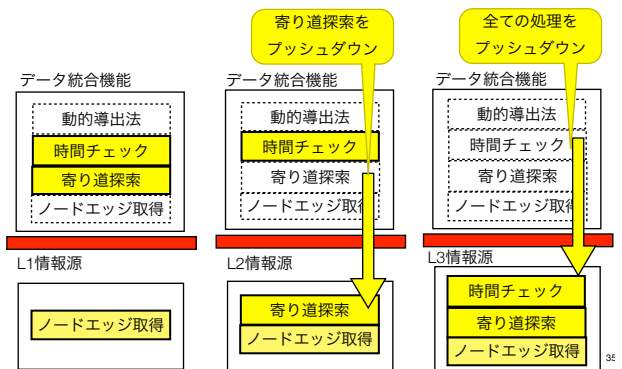 寄り道探索を
プッシュダウン
全ての処理を
プッシュダウン
データ統合機能
動的導出法
時間チェック
寄り道探索
ノードエッジ取得
L1情報源
ノードエッジ取得
データ統合機能
動的導出法
時間チェック
寄り道探索
ノードエッジ取得
L2情報源
寄り道探索
ノードエッジ取得
データ統合機能
動的導出法
時間チェック
寄り道探索
ノードエッジ取得
L3情報源
時間チェック
寄り道探索
ノードエッジ取得
35